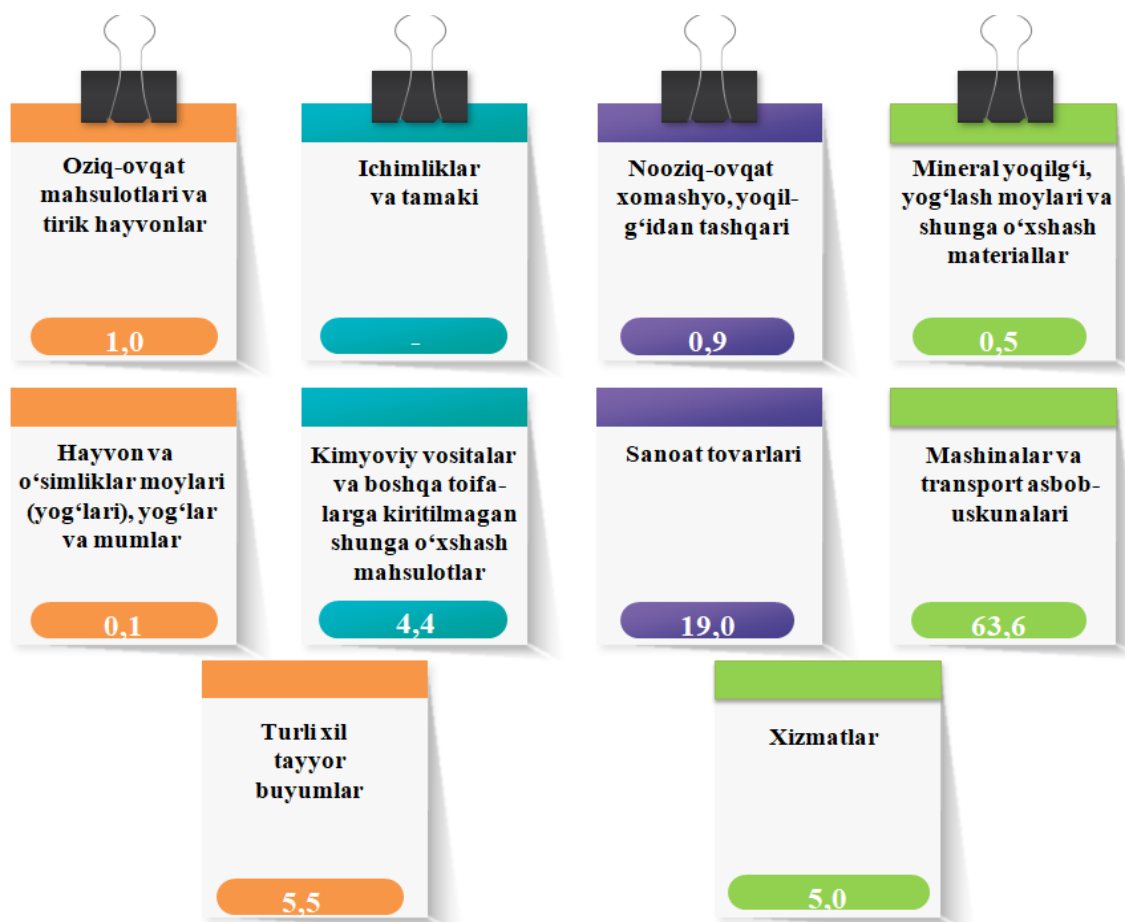 Oziq-ovqat
mahsulotlari va
tirik hayvonlar
1,0
Ichimliklar
va tamaki
-
Nooziq-ovqat
xomashyo, yoqil-
g‘idan tashqari
0,9
Mineral yoqilg‘i,
yog‘lash moylari va
shunga o‘xshash
materiallar
0,5
Hayvon va
o‘simliklar moylari
(yog‘lari), yog‘lar
va mumlar
0,1
Kimyoviy vositalar
va boshqa toifa-
larga kiritilmagan
shunga o‘xshash
mahsulotlar
4,4
Sanoat tovarlari
19,0
Mashinalar va
transport asbob-
uskunalari
63,6
Turli xil
tayyor
buyumlar
5,5
Xizmatlar
5,0